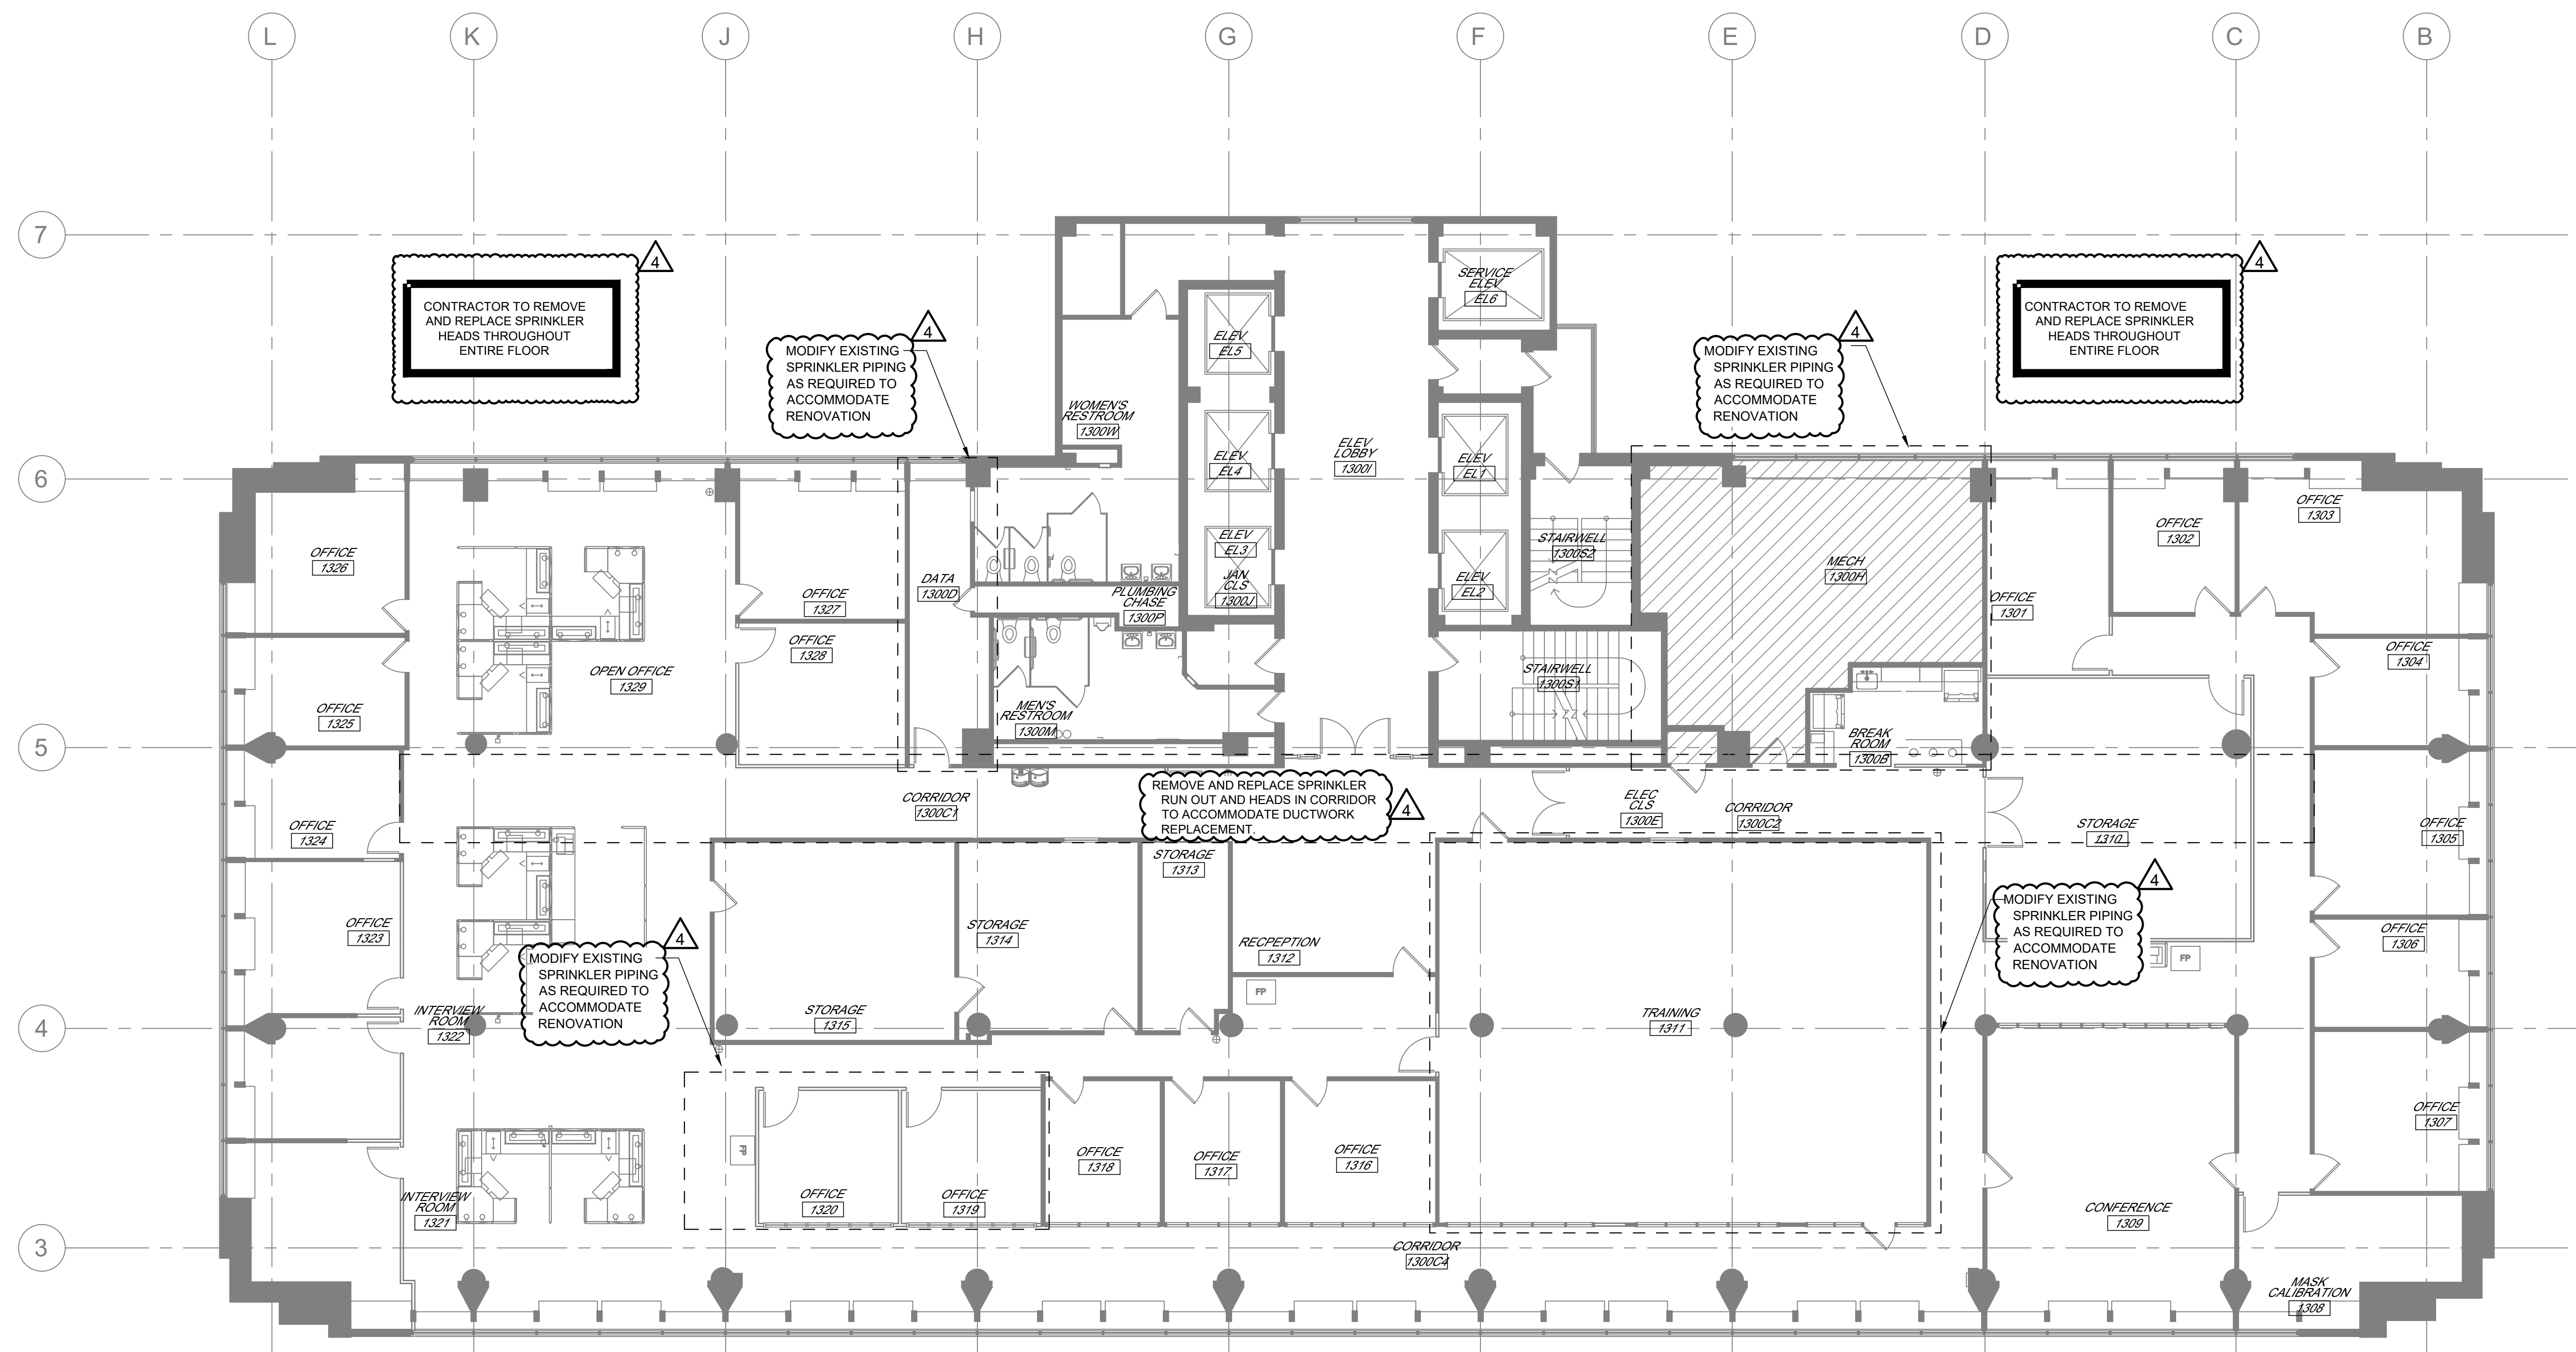 L
K
J
H
G
F
E
D
C
B
7
6
5
4
3
4
CONTRACTOR TO REMOVE
AND REPLACE SPRINKLER
HEADS THROUGHOUT
ENTIRE FLOOR
4
MODIFY EXISTING
SPRINKLER PIPING
AS REQUIRED TO
ACCOMMODATE
RENOVATION
4
MODIFY EXISTING
SPRINKLER PIPING
AS REQUIRED TO
ACCOMMODATE
RENOVATION
4
CONTRACTOR TO REMOVE
AND REPLACE SPRINKLER
HEADS THROUGHOUT
ENTIRE FLOOR
SERVICE
ELEV
EL6
ELEV
EL5
WOMEN'S
RESTROOM
1300W
ELEV
EL4
ELEV
LOBBY
1300I
ELEV
EL1
ELEV
EL3
JAN
CLS
1300J
ELEV
EL2
STAIRWELL
1300S2
MECH
1300H
OFFICE
1301
OFFICE
1302
OFFICE
1303
OFFICE
1304
OFFICE
1326
OFFICE
1327
OFFICE
1328
DATA
1300D
PLUMBING
CHASE
1300P
OPEN OFFICE
1329
OFFICE
1325
MEN'S
RESTROOM
1300M
STAIRWELL
1300S1
BREAK
ROOM
1300B
OFFICE
1324
CORRIDOR
1300C1
REMOVE AND REPLACE SPRINKLER
RUN OUT AND HEADS IN CORRIDOR
TO ACCOMMODATE DUCTWORK
REPLACEMENT.
4
ELEC
CLS
1300E
CORRIDOR
1300C2
STORAGE
1310
OFFICE
1305
STORAGE
1313
OFFICE
1323
STORAGE
1314
RECPEPTION
1312
FP
4
MODIFY EXISTING
SPRINKLER PIPING
AS REQUIRED TO
ACCOMMODATE
RENOVATION
4
MODIFY EXISTING
SPRINKLER PIPING
AS REQUIRED TO
ACCOMMODATE
RENOVATION
FP
OFFICE
1306
INTERVIEW
ROOM
1322
STORAGE
1315
TRAINING
1311
OFFICE
1307
FP
OFFICE
1318
OFFICE
1317
OFFICE
1316
INTERVIEW
ROOM
1321
OFFICE
1320
OFFICE
1319
CONFERENCE
1309
CORRIDOR
1300C4
MASK
CALIBRATION
1308